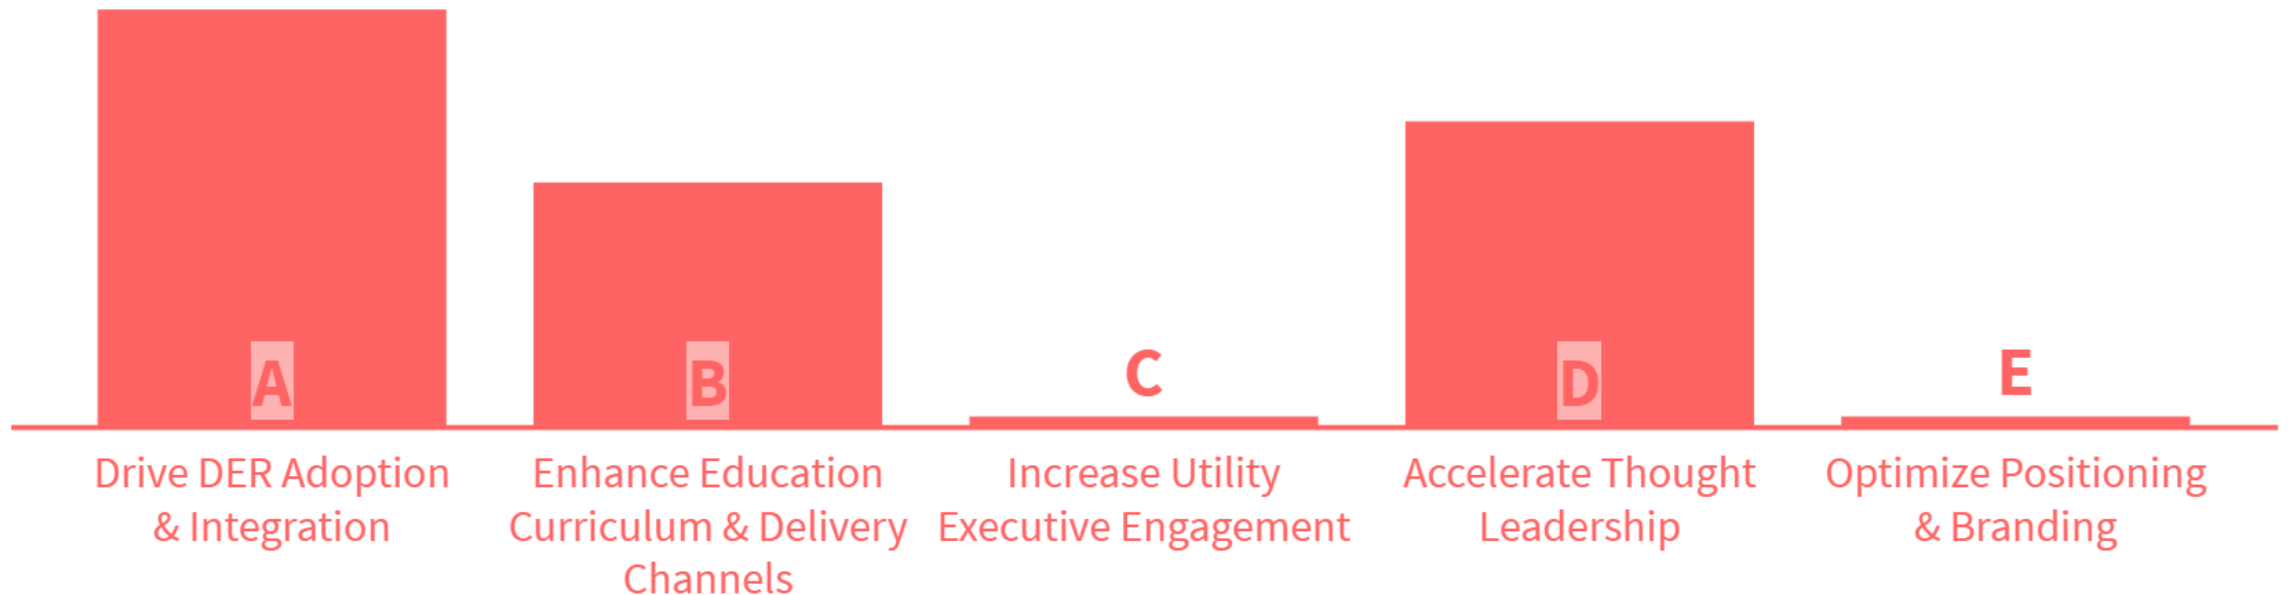 A
B
C
D
E
Drive DER Adoption
& Integration
Enhance Education
Curriculum & Delivery
Channels
Increase Utility
Executive Engagement
Accelerate Thought
Leadership
Optimize Positioning
& Branding